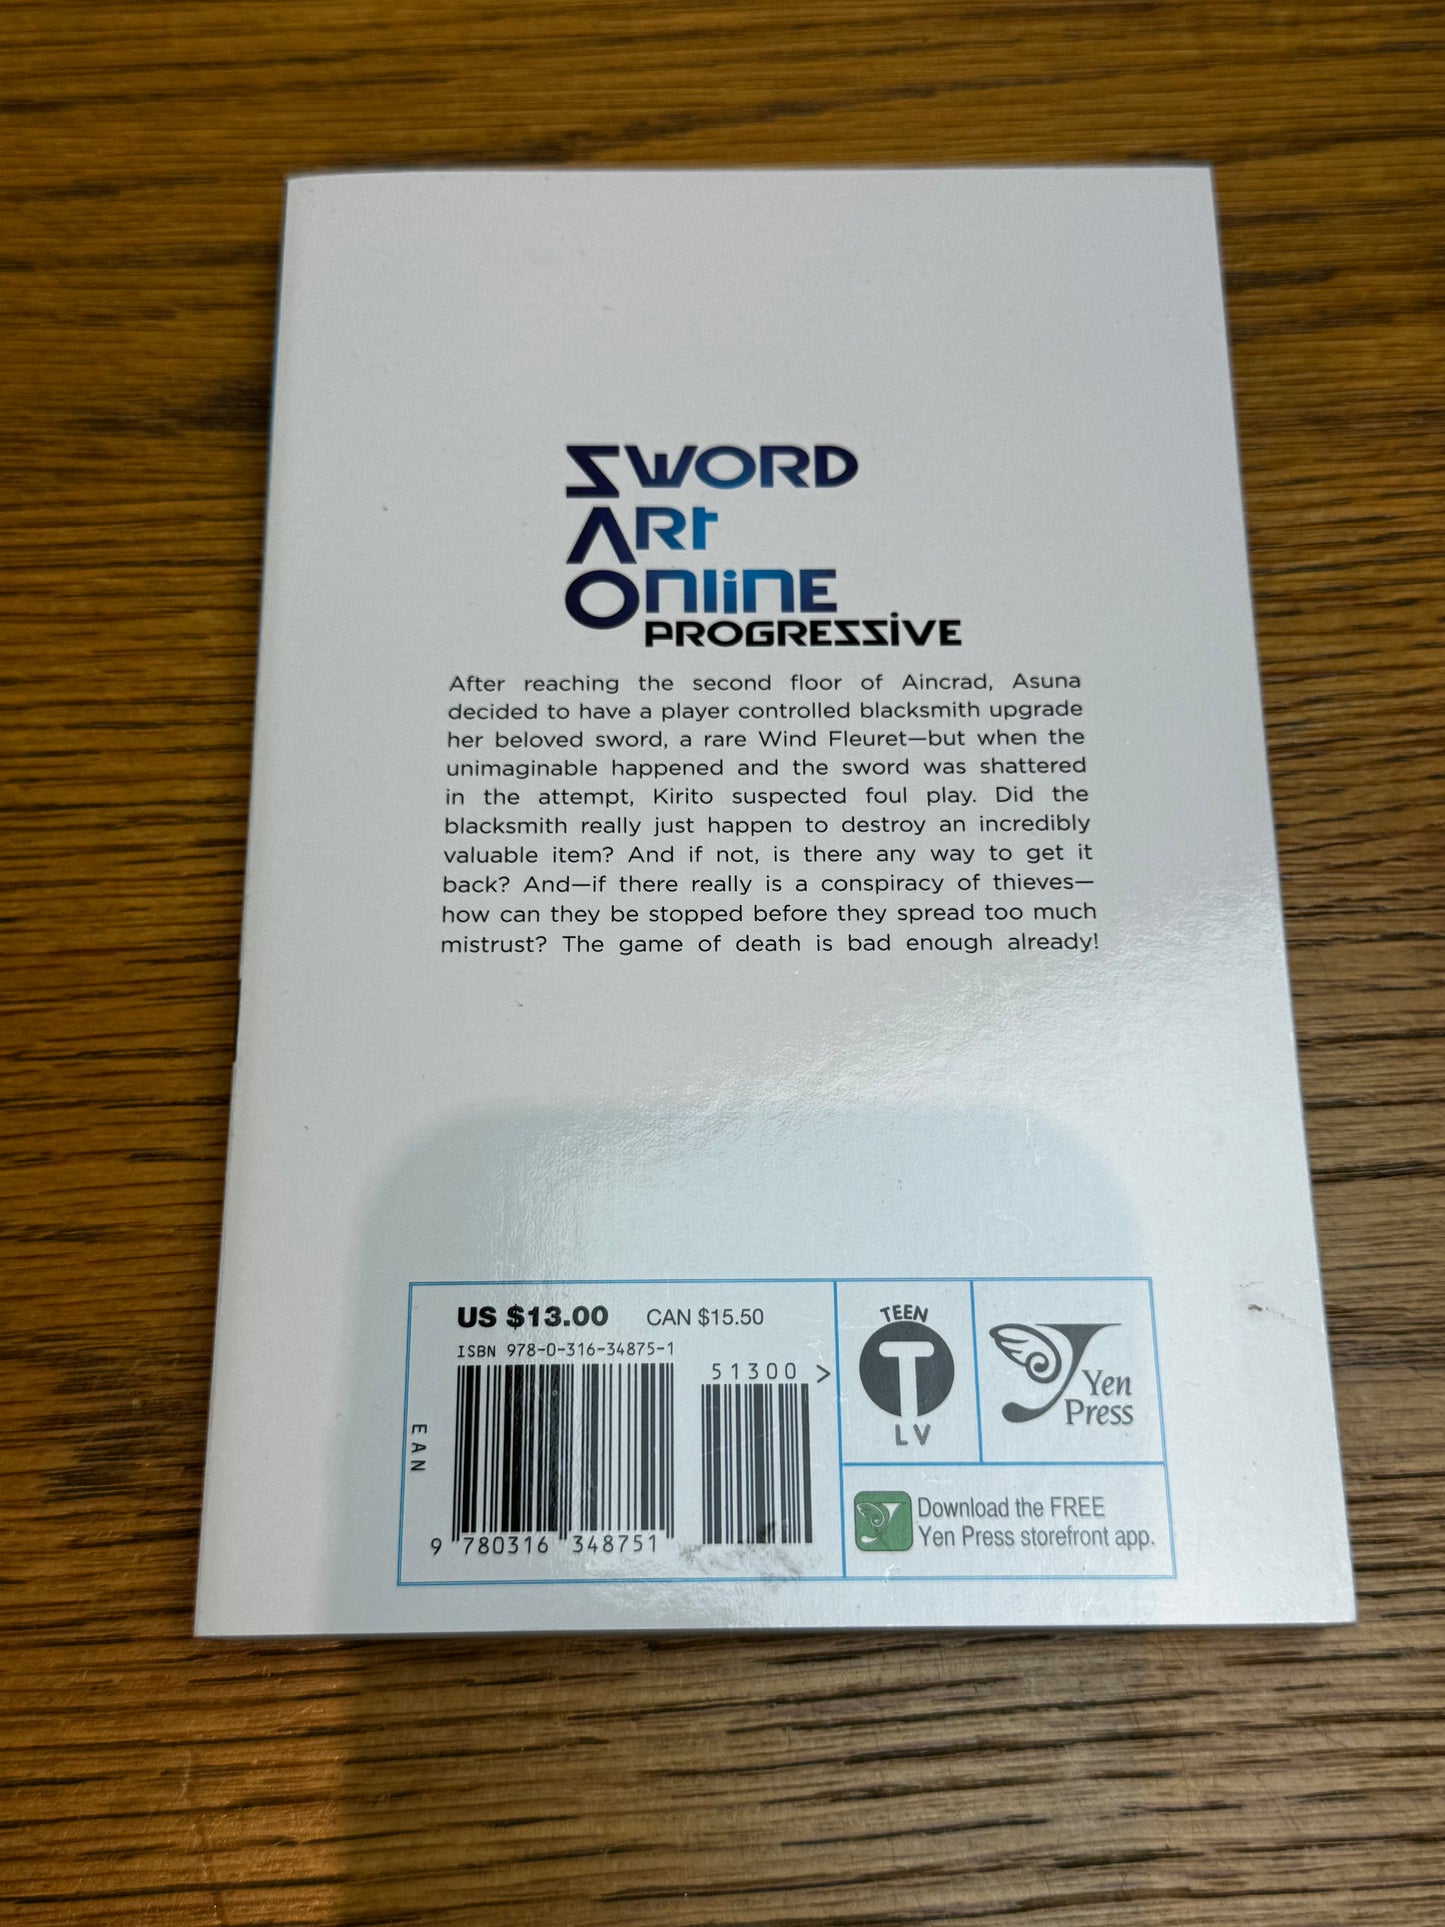 SWORD
ART
ONLINE
PROGRESSIVE
After reaching the second floor of Aincrad, Asuna
decided to have a player controlled blacksmith upgrade
her beloved sword, a rare Wind Fleuret—but when the
unimaginable happened and the sword was shattered
in the attempt, Kirito suspected foul play. Did the
blacksmith really just happen to destroy an incredibly
valuable item? And if not, is there any way to get it
back? And—if there really is a conspiracy of thieves—
how can they be stopped before they spread too much
mistrust? The game of death is bad enough already!
US $13.00 CAN $15.50
ISBN 978-0-316-34875-1
51300 >
EAN
9 780316 348751
TEEN
T
LV
Yen
Press
Download the FREE
Yen Press storefront app.